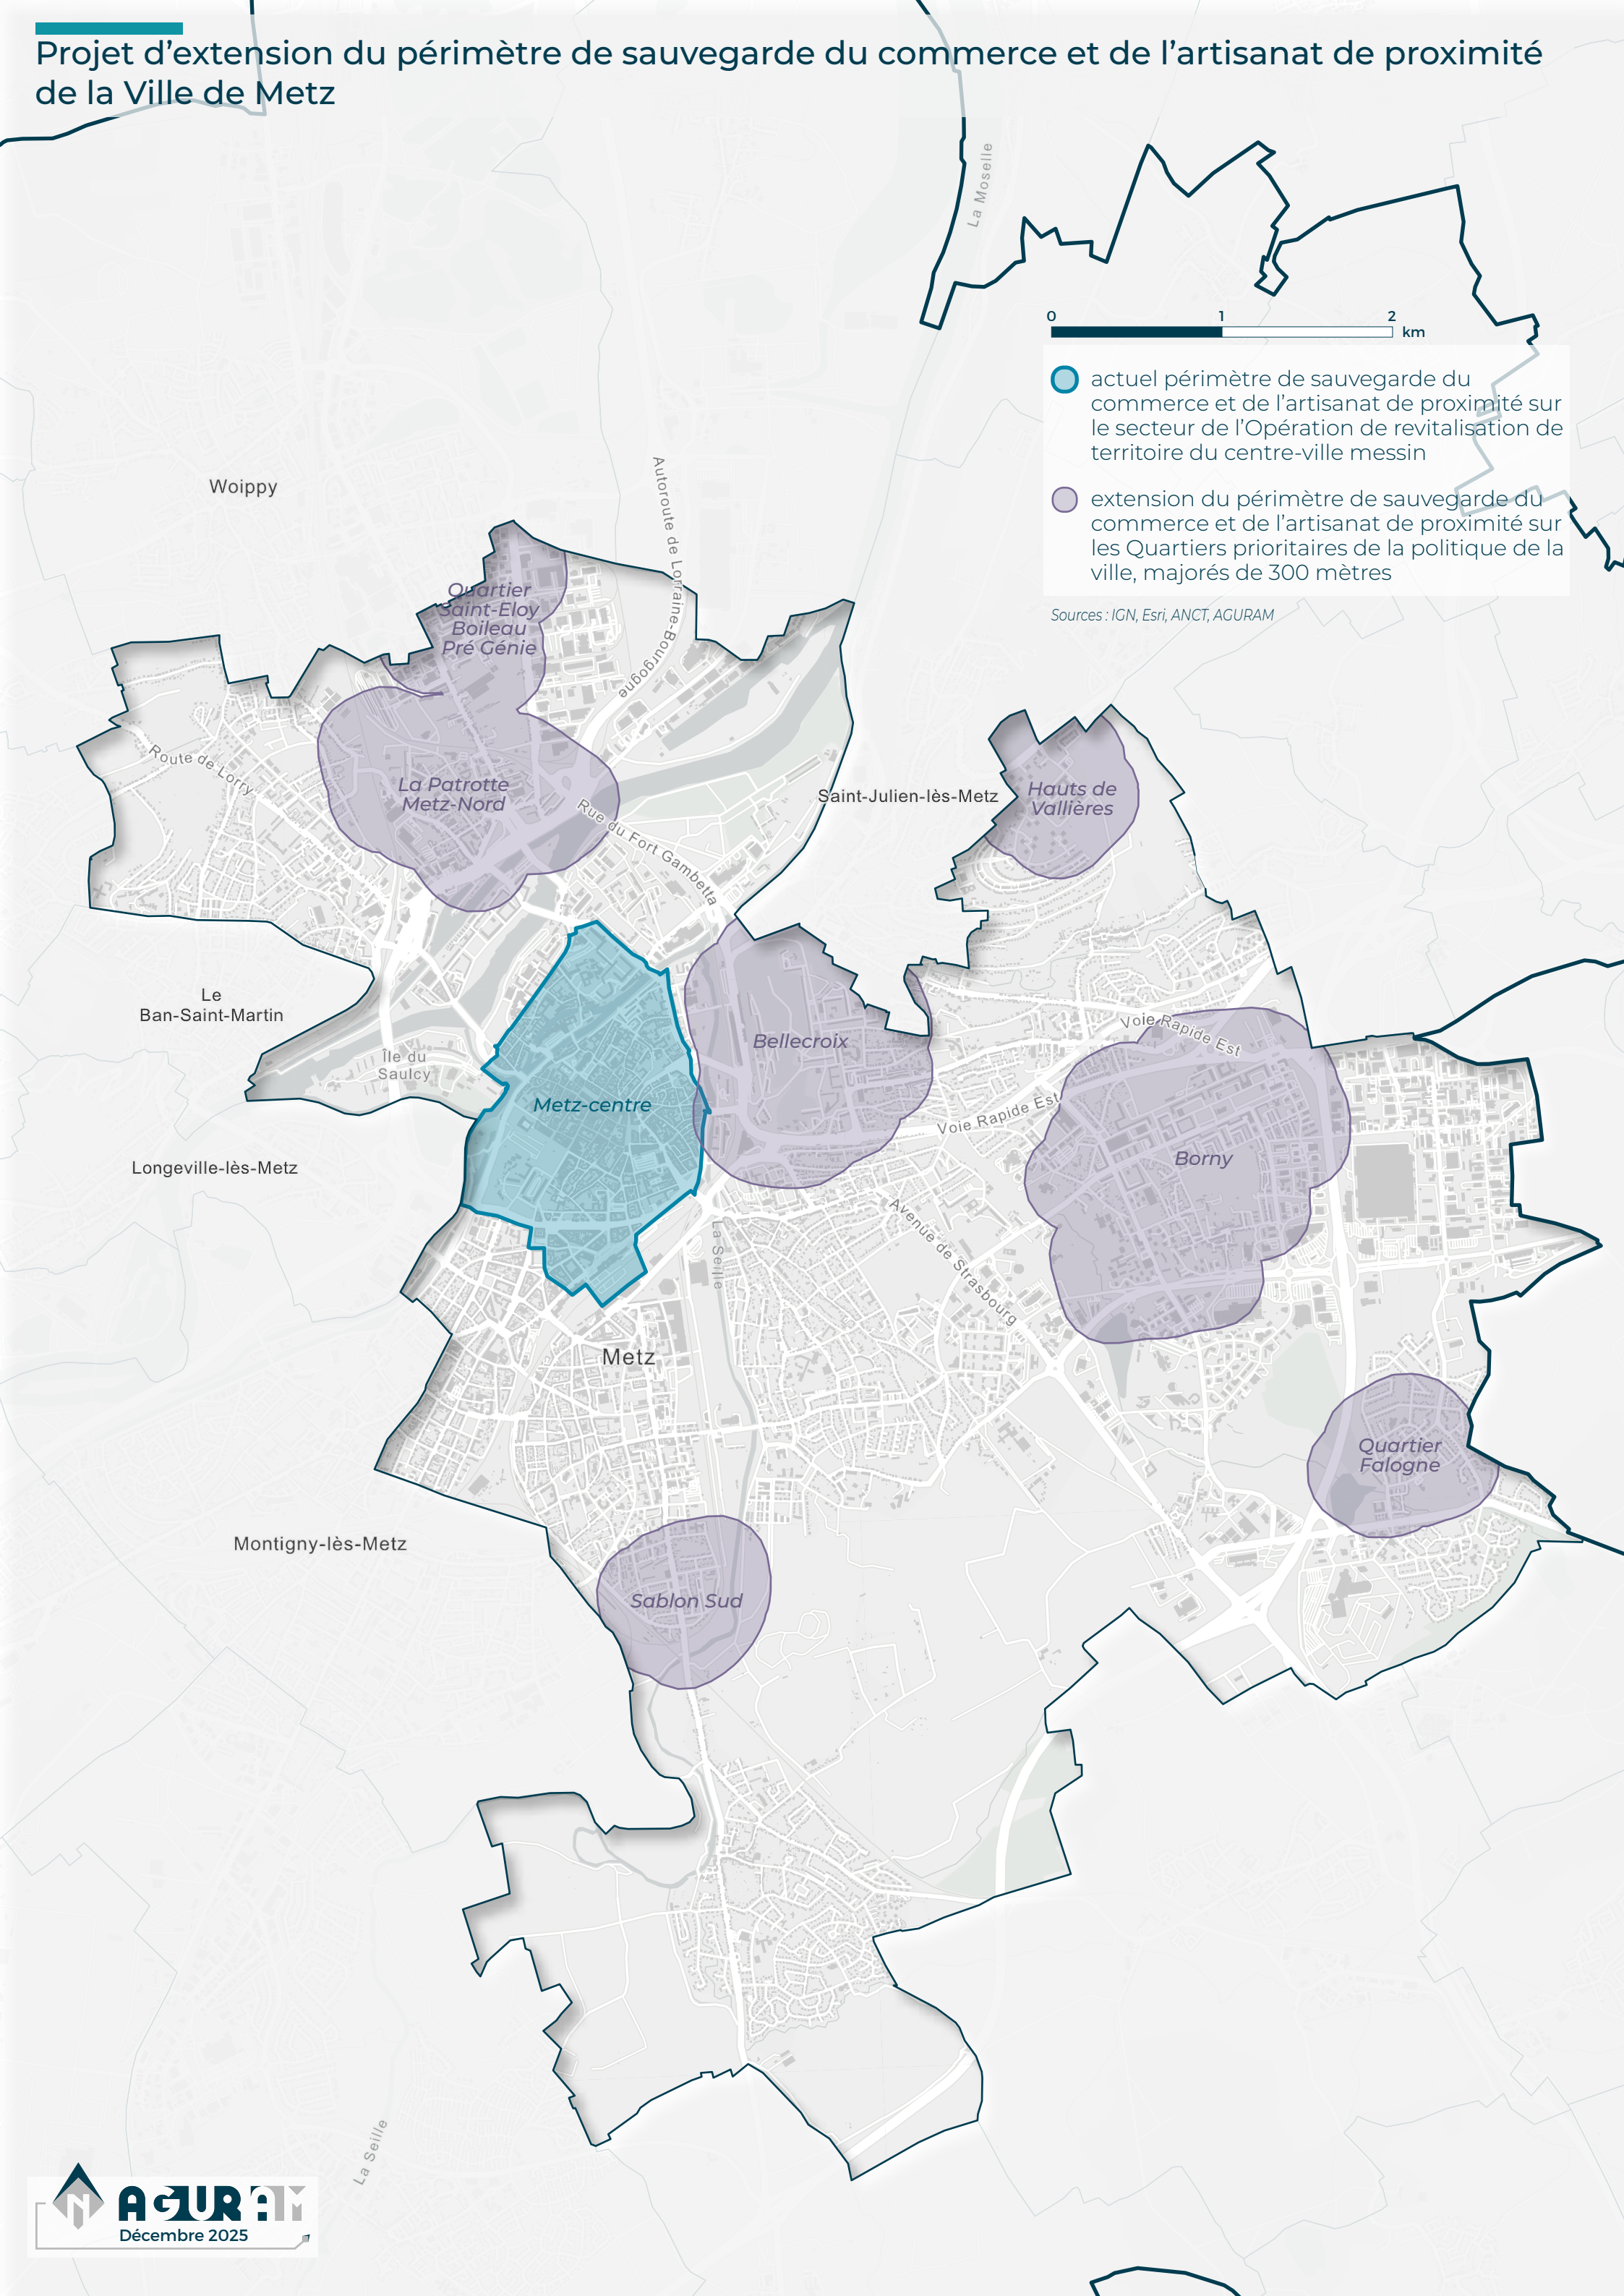 Projet d’extension du périmètre de sauvegarde du commerce et de l’artisanat de proximité
de la Ville de Metz
La Moselle
0 1 2 km
actuel périmètre de sauvegarde du
commerce et de l’artisanat de proximité sur
le secteur de l’Opération de revitalisation de
territoire du centre-ville messin
extension du périmètre de sauvegarde du
commerce et de l’artisanat de proximité sur
les Quartiers prioritaires de la politique de la
ville, majorés de 300 mètres
Sources : IGN, Esri, ANCT, AGURAM
Woippy
Autoroute de Lorraine-Bourgogne
Quartier
Saint-Eloy
Boileau
Pré Génie
Route de Lorry
La Patrotte
Metz-Nord
Rue du Fort Gambetta
Saint-Julien-lès-Metz
Hauts de
Vallières
Le
Ban-Saint-Martin
Île du
Saulcy
Bellecroix
Voie Rapide Est
Metz-centre
Voie Rapide Est
Borny
Longeville-lès-Metz
La Seille
Avenue de Strasbourg
Metz
Quartier
Falogne
Montigny-lès-Metz
Sablon Sud
La Seille
N
AGURAM
Décembre 2025